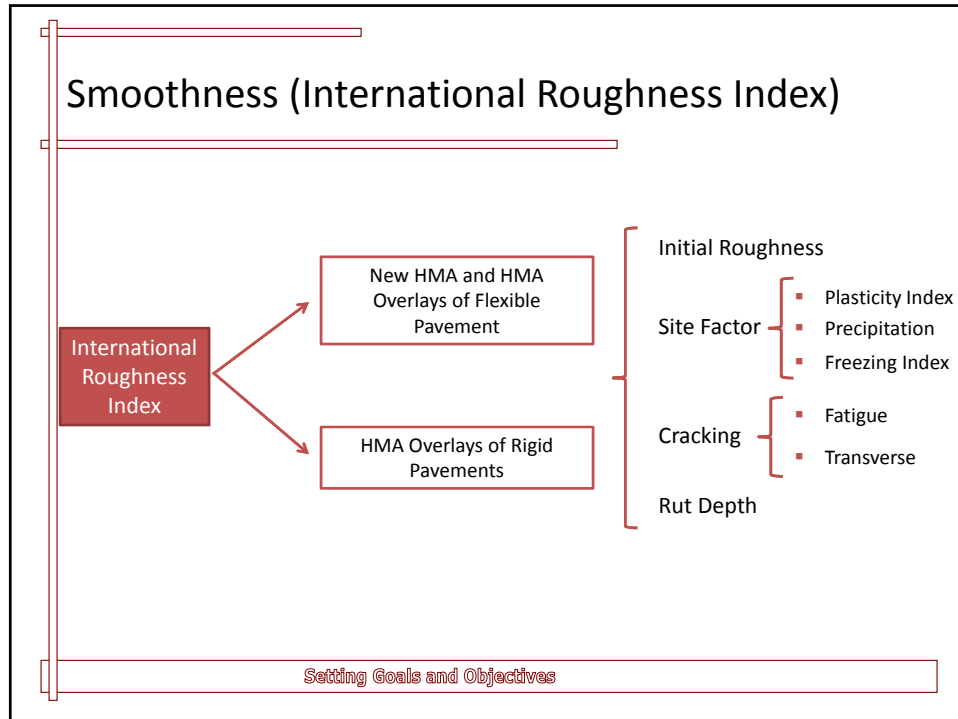 Smoothness (International Roughness Index)
International
Roughness
Index
New HMA and HMA
Overlays of Flexible
Pavement
HMA Overlays of Rigid
Pavements
Initial Roughness
Site Factor
▪ Plasticity Index
▪ Precipitation
▪ Freezing Index
Cracking
▪ Fatigue
▪ Transverse
Rut Depth
Setting Goals and Objectives